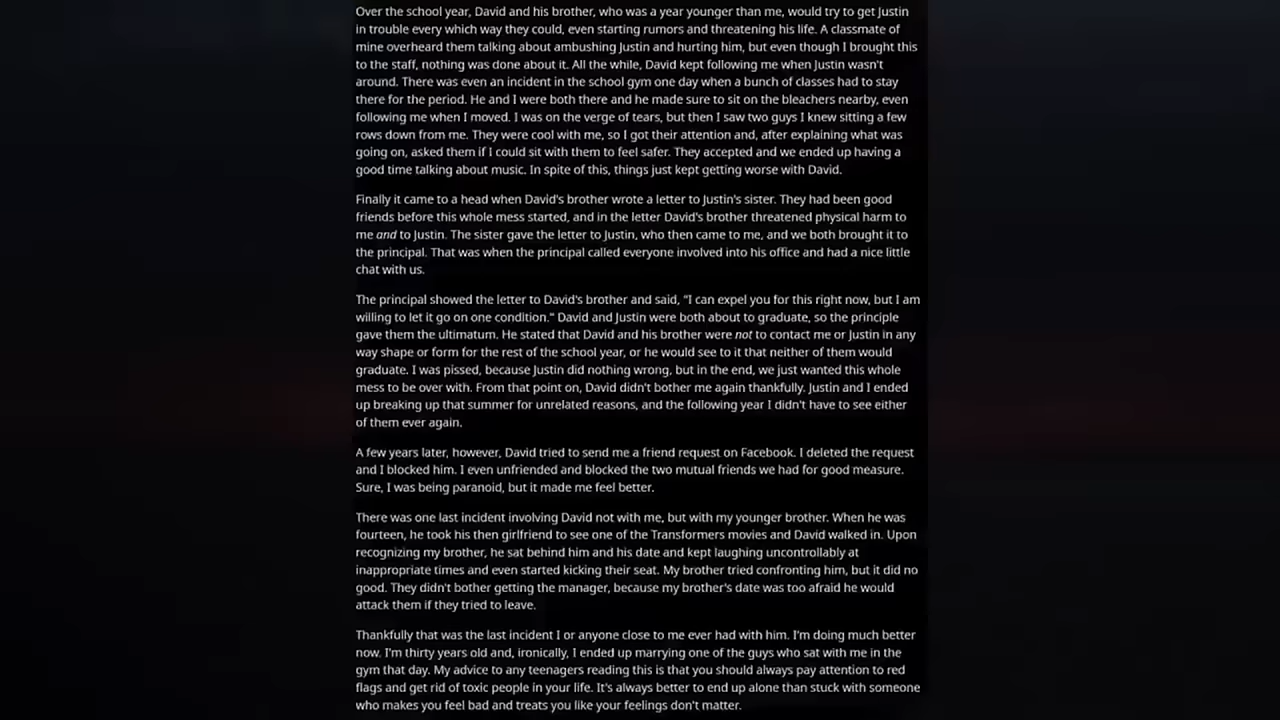 Over the school year, David and his brother, who was a year younger than me, would try to get Justin
in trouble every which way they could, even starting rumors and threatening his life. A classmate of
mine overheard them talking about ambushing Justin and hurting him, but even though I brought this
to the staff, nothing was done about it. All the while, David kept following me when Justin wasn't
around. There was even an incident in the school gym one day when a bunch of classes had to stay
there for the period. He and I were both there and he made sure to sit on the bleachers nearby, even
following me when I moved. I was on the verge of tears, but then I saw two guys I knew sitting a few
rows down from me. They were cool with me, so I got their attention and, after explaining what was
going on, asked them if I could sit with them to feel safer. They accepted and we ended up having a
good time talking about music. In spite of this, things just kept getting worse with David.
Finally it came to a head when David's brother wrote a letter to Justin's sister. They had been good
friends before this whole mess started, and in the letter David's brother threatened physical harm to
me and to Justin. The sister gave the letter to Justin, who then came to me, and we both brought it to
the principal. That was when the principal called everyone involved into his office and had a nice little
chat with us.
The principal showed the letter to David's brother and said, "I can expel you for this right now, but I am
willing to let it go on one condition." David and Justin were both about to graduate, so the principle
gave them the ultimatum. He stated that David and his brother were not to contact me or Justin in any
way shape or form for the rest of the school year, or he would see to it that neither of them would
graduate. I was pissed, because Justin did nothing wrong, but in the end, we just wanted this whole
mess to be over with. From that point on, David didn't bother me again thankfully. Justin and I ended
up breaking up that summer for unrelated reasons, and the following year I didn't have to see either
of them ever again.
A few years later, however, David tried to send me a friend request on Facebook. I deleted the request
and I blocked him. I even unfriended and blocked the two mutual friends we had for good measure.
Sure, I was being paranoid, but it made me feel better.
There was one last incident involving David not with me, but with my younger brother. When he was
fourteen, he took his then girlfriend to see one of the Transformers movies and David walked in. Upon
recognizing my brother, he sat behind him and his date and kept laughing uncontrollably at
inappropriate times and even started kicking their seat. My brother tried confronting him, but it did no
good. They didn't bother getting the manager, because my brother's date was too afraid he would
attack them if they tried to leave.
Thankfully that was the last incident I or anyone close to me ever had with him. I'm doing much better
now. I'm thirty years old and, ironically, I ended up marrying one of the guys who sat with me in the
gym that day. My advice to any teenagers reading this is that you should always pay attention to red
flags and get rid of toxic people in your life. It's always better to end up alone than stuck with someone
who makes you feel bad and treats you like your feelings don't matter.